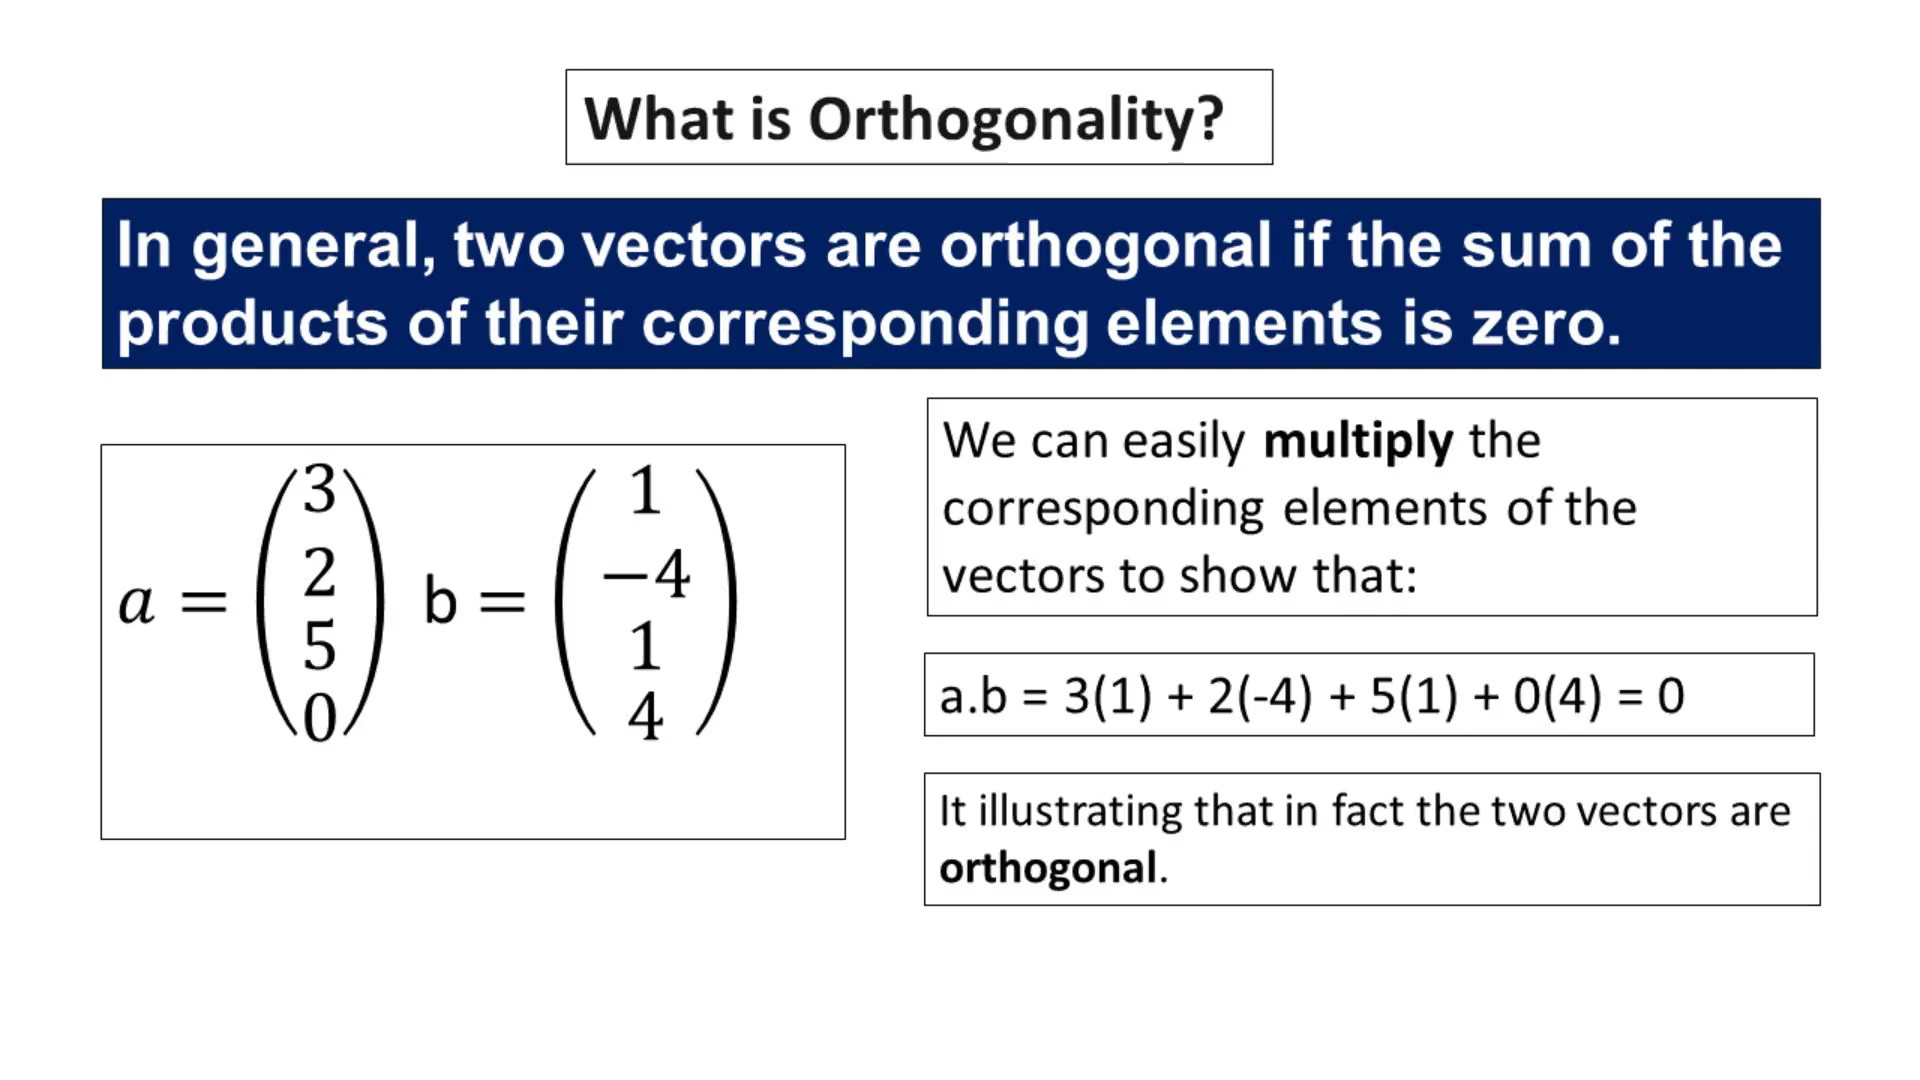 What is Orthogonality?
In general, two vectors are orthogonal if the sum of the
products of their corresponding elements is zero.
a = (3 2 5 0) b = (1 −4 1 4)
We can easily multiply the
corresponding elements of the
vectors to show that:
a.b = 3(1) + 2(-4) + 5(1) + 0(4) = 0
It illustrating that in fact the two vectors are
orthogonal.